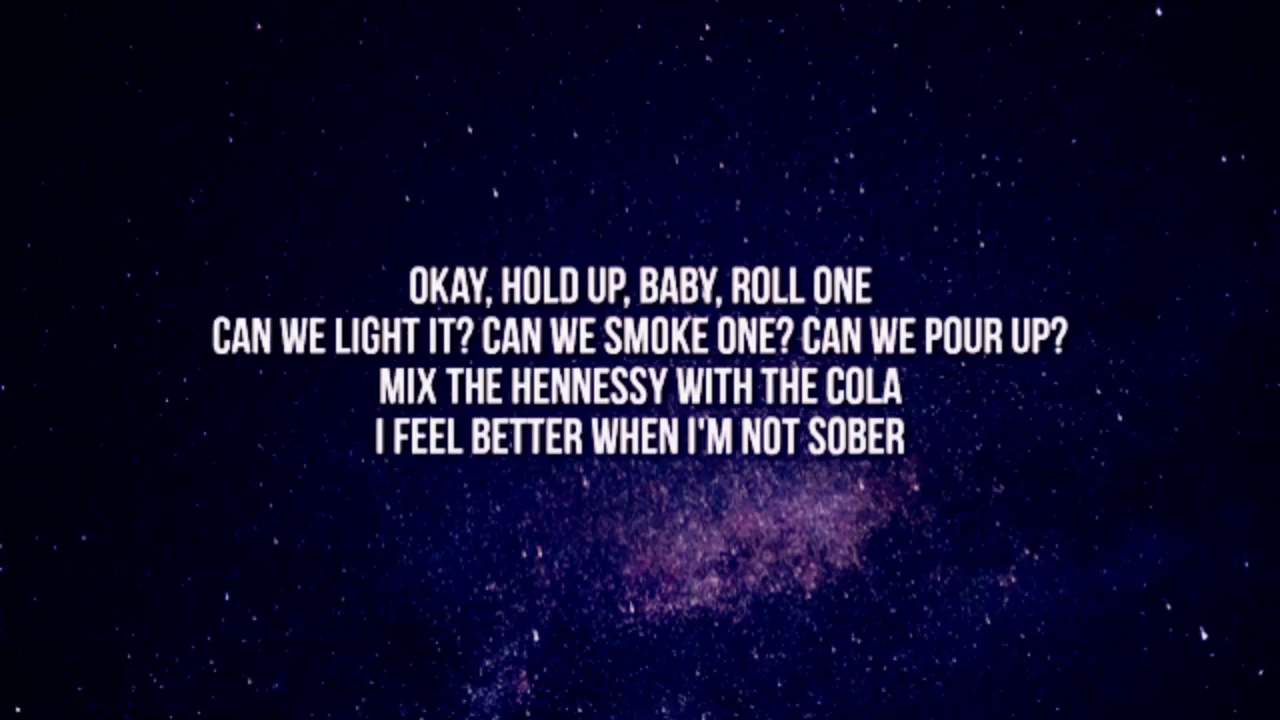 OKAY, HOLD UP, BABY, ROLL ONE
CAN WE LIGHT IT? CAN WE SMOKE ONE? CAN WE POUR UP?
MIX THE HENNESSY WITH THE COLA
I FEEL BETTER WHEN I'M NOT SOBER